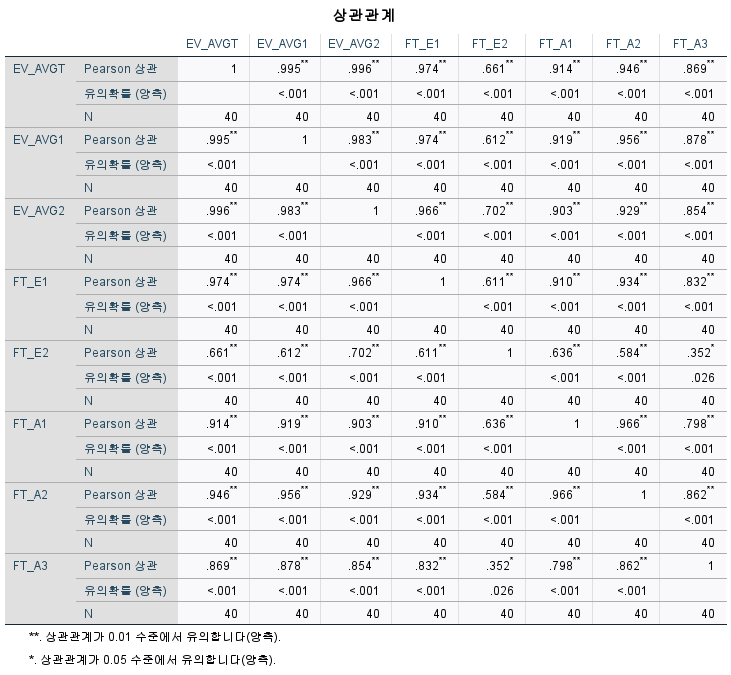 상관관계
EV_AVGT EV_AVG1 EV_AVG2 FT_E1 FT_E2 FT_A1 FT_A2 FT_A3
EV_AVGT Pearson 상관 1 .995** .996** .974** .661** .914** .946** .869**
유의확률 (양측) <.001 <.001 <.001 <.001 <.001 <.001 <.001
N 40 40 40 40 40 40 40 40
EV_AVG1 Pearson 상관 .995** 1 .983** .974** .612** .919** .956** .878**
유의확률 (양측) <.001 <.001 <.001 <.001 <.001 <.001 <.001
N 40 40 40 40 40 40 40 40
EV_AVG2 Pearson 상관 .996** .983** 1 .966** .702** .903** .929** .854**
유의확률 (양측) <.001 <.001 <.001 <.001 <.001 <.001 <.001
N 40 40 40 40 40 40 40 40
FT_E1 Pearson 상관 .974** .974** .966** 1 .611** .910** .934** .832**
유의확률 (양측) <.001 <.001 <.001 <.001 <.001 <.001 <.001
N 40 40 40 40 40 40 40 40
FT_E2 Pearson 상관 .661** .612** .702** .611** 1 .636** .584** .352*
유의확률 (양측) <.001 <.001 <.001 <.001 <.001 <.001 .026
N 40 40 40 40 40 40 40 40
FT_A1 Pearson 상관 .914** .919** .903** .910** .636** 1 .966** .798**
유의확률 (양측) <.001 <.001 <.001 <.001 <.001 <.001 <.001
N 40 40 40 40 40 40 40 40
FT_A2 Pearson 상관 .946** .956** .929** .934** .584** .966** 1 .862**
유의확률 (양측) <.001 <.001 <.001 <.001 <.001 <.001 <.001
N 40 40 40 40 40 40 40 40
FT_A3 Pearson 상관 .869** .878** .854** .832** .352* .798** .862** 1
유의확률 (양측) <.001 <.001 <.001 <.001 .026 <.001 <.001
N 40 40 40 40 40 40 40 40
**. 상관관계가 0.01 수준에서 유의합니다(양측).
*. 상관관계가 0.05 수준에서 유의합니다(양측).